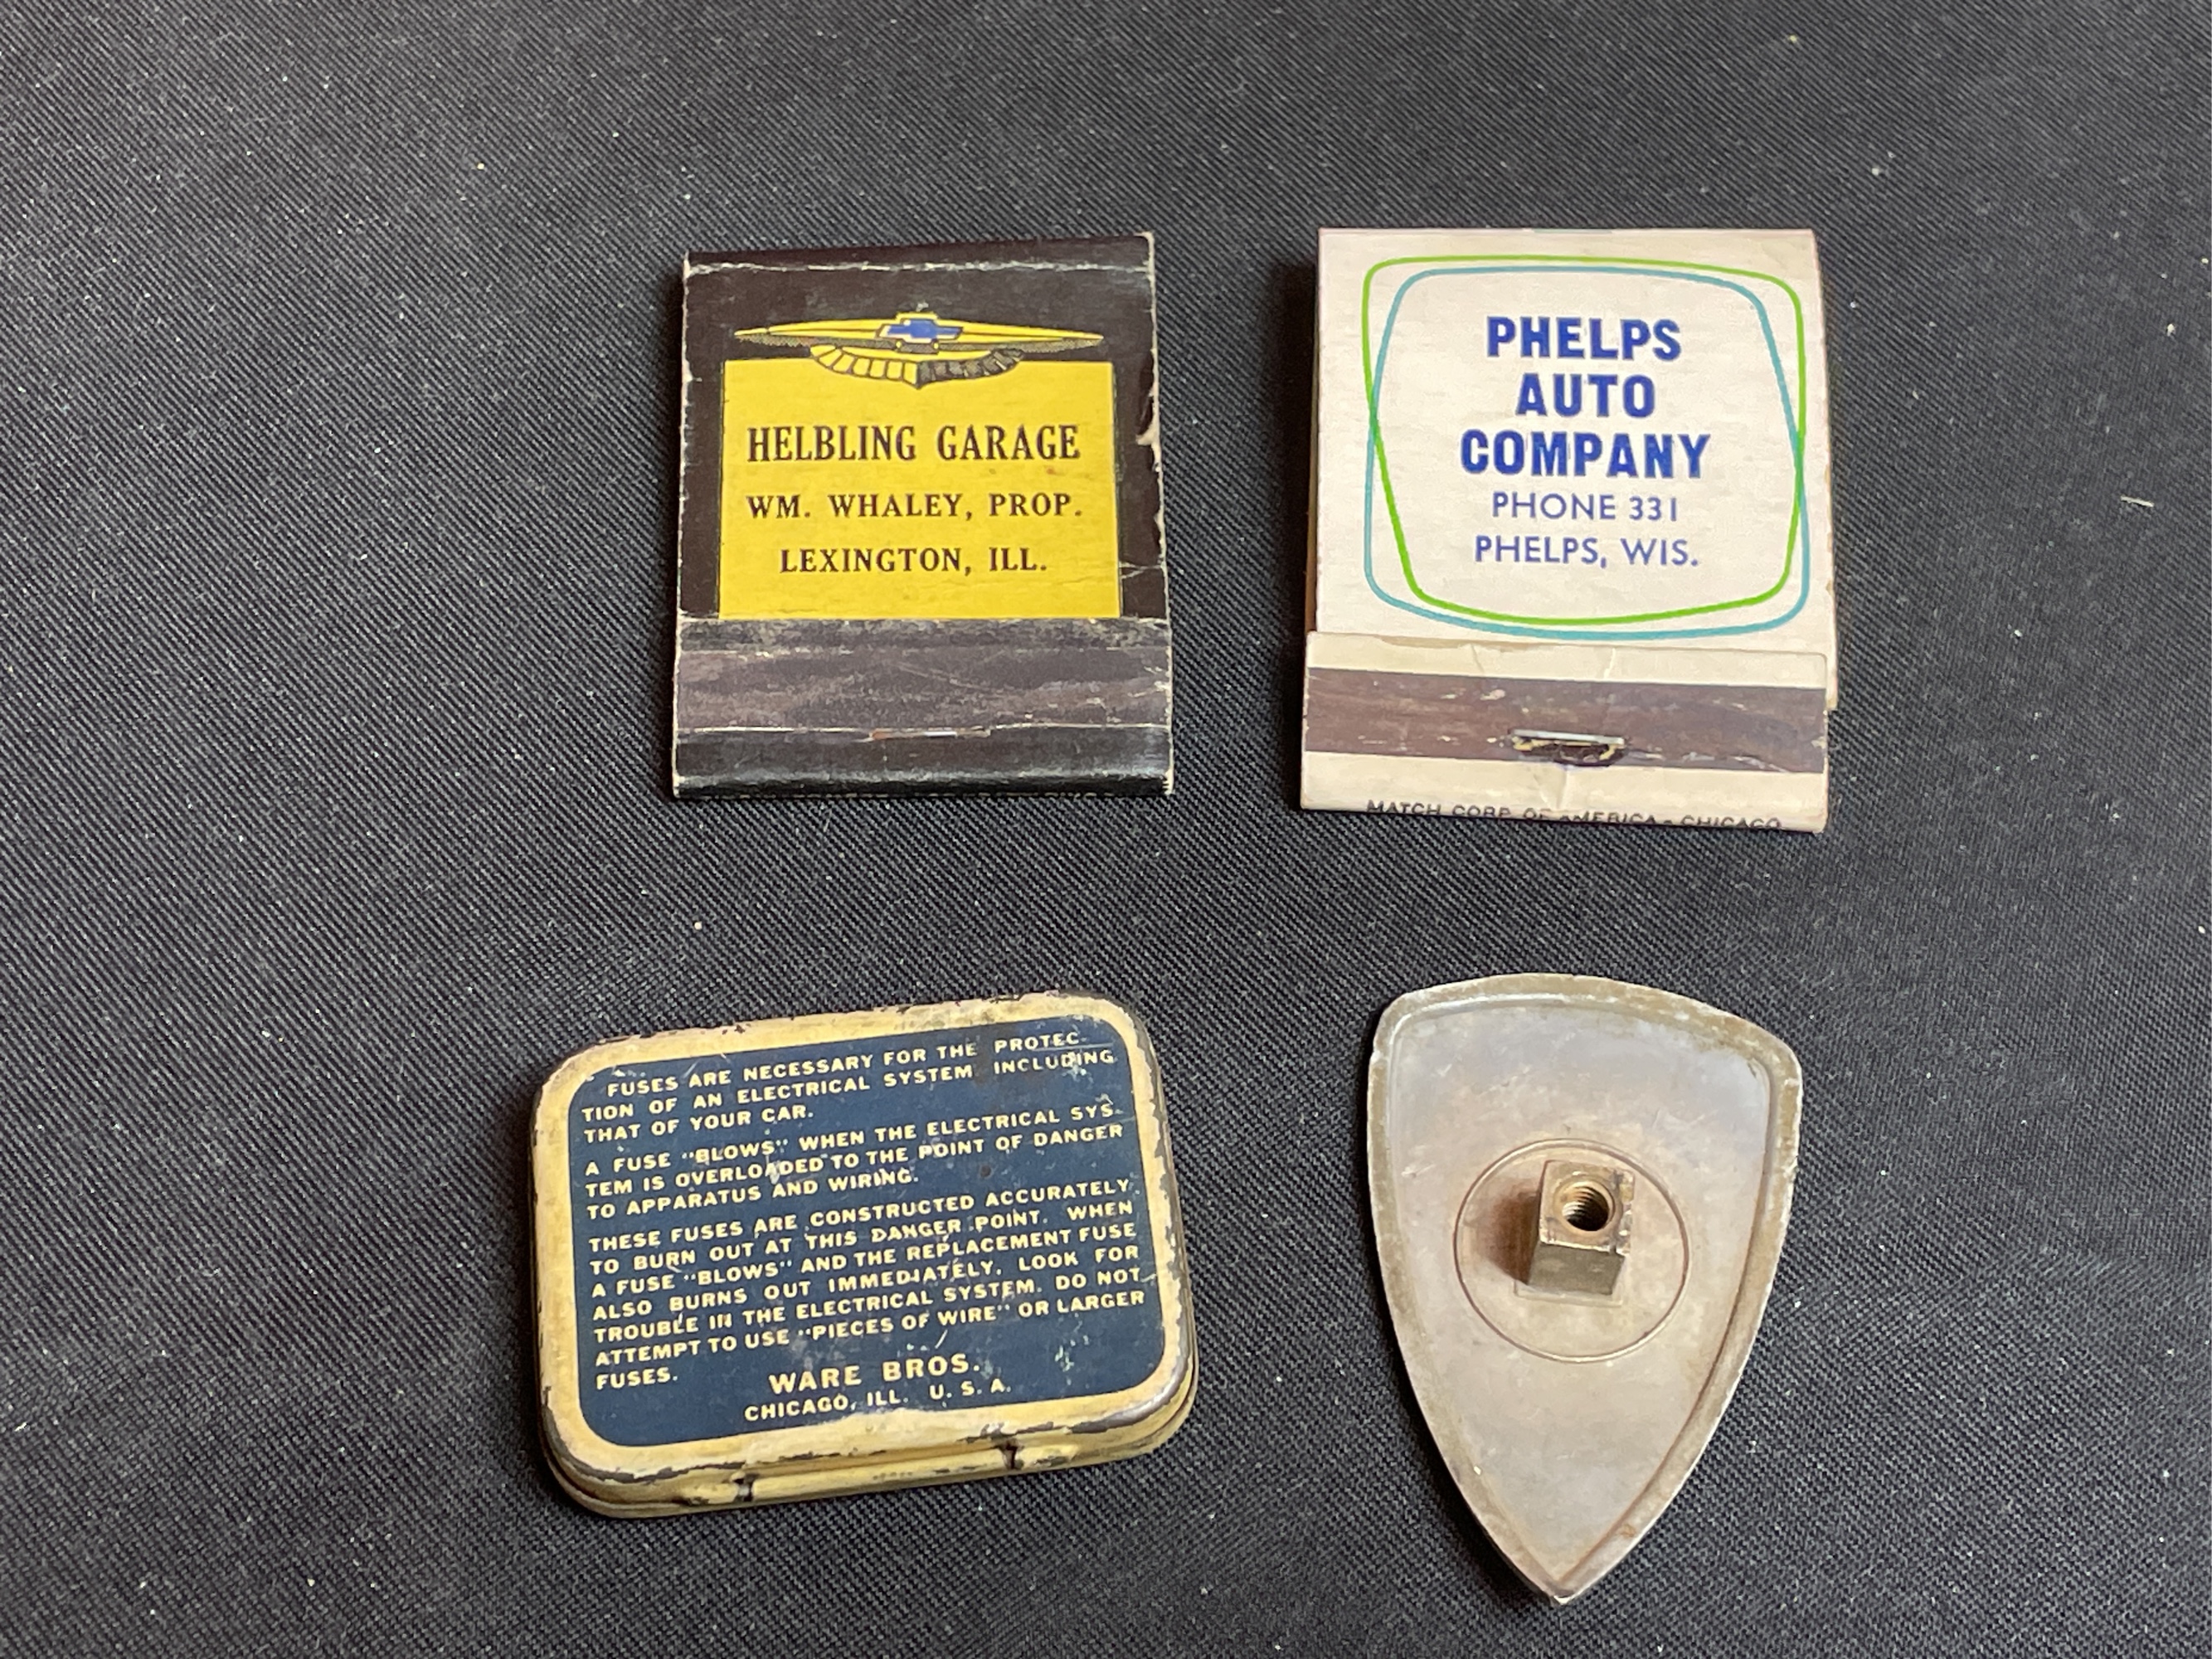 HELBLING GARAGE
WM. WHALEY, PROP.
LEXINGTON, ILL.
PHELPS
AUTO
COMPANY
PHONE 331
PHELPS, WIS.
MATCH CORP. OF AMERICA - CHICAGO
FUSES ARE NECESSARY FOR THE PROTEC-
TION OF AN ELECTRICAL SYSTEM INCLUDING
THAT OF YOUR CAR.
A FUSE "BLOWS" WHEN THE ELECTRICAL SYS-
TEM IS OVERLOADED TO THE POINT OF DANGER
TO APPARATUS AND WIRING.
THESE FUSES ARE CONSTRUCTED ACCURATELY
TO BURN OUT AT THIS DANGER POINT. WHEN
A FUSE "BLOWS" AND THE REPLACEMENT FUSE
ALSO BURNS OUT IMMEDIATELY, LOOK FOR
TROUBLE IN THE ELECTRICAL SYSTEM. DO NOT
ATTEMPT TO USE "PIECES OF WIRE" OR LARGER
FUSES.
WARE BROS.
CHICAGO, ILL. U. S. A.